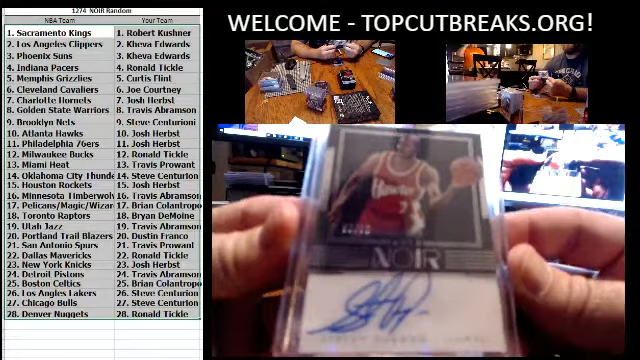 1274 NOIR Random
NBA Team Your Team
1. Sacramento Kings 1. Robert Kushner
2. Los Angeles Clippers 2. Kheva Edwards
3. Phoenix Suns 3. Kheva Edwards
4. Indiana Pacers 4. Ronald Tickle
5. Memphis Grizzlies 5. Curtis Flint
6. Cleveland Cavaliers 6. Joe Courtney
7. Charlotte Hornets 7. Josh Herbst
8. Golden State Warriors 8. Travis Abramson
9. Brooklyn Nets 9. Steve Centurioni
10. Atlanta Hawks 10. Josh Herbst
11. Philadelphia 76ers 11. Josh Herbst
12. Milwaukee Bucks 12. Ronald Tickle
13. Miami Heat 13. Travis Prowant
14. Oklahoma City Thunde 14. Steve Centurion
15. Houston Rockets 15. Josh Herbst
16. Minnesota Timberwolv 16. Travis Abramson
17. Pelicans/Magic/Wizar 17. Brian Colantropo
18. Toronto Raptors 18. Bryan DeMoine
19. Utah Jazz 19. Travis Abramson
20. Portland Trail Blazers 20. Dustin Franco
21. San Antonio Spurs 21. Travis Prowant
22. Dallas Mavericks 22. Ronald Tickle
23. New York Knicks 23. Josh Herbst
24. Detroit Pistons 24. Travis Abramson
25. Boston Celtics 25. Brian Colantropo
26. Los Angeles Lakers 26. Steve Centurion
27. Chicago Bulls 27. Steve Centurion
28. Denver Nuggets 28. Ronald Tickle
WELCOME - TOPCUTBREAKS.ORG!
NOIR